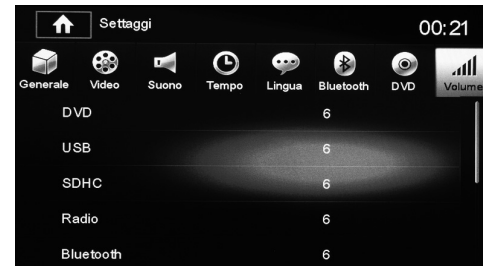 Settaggi 00:21
Generale Video Suono Tempo Lingua Bluetooth DVD Volume
DVD 6
USB 6
SDHC 6
Radio 6
Bluetooth 6